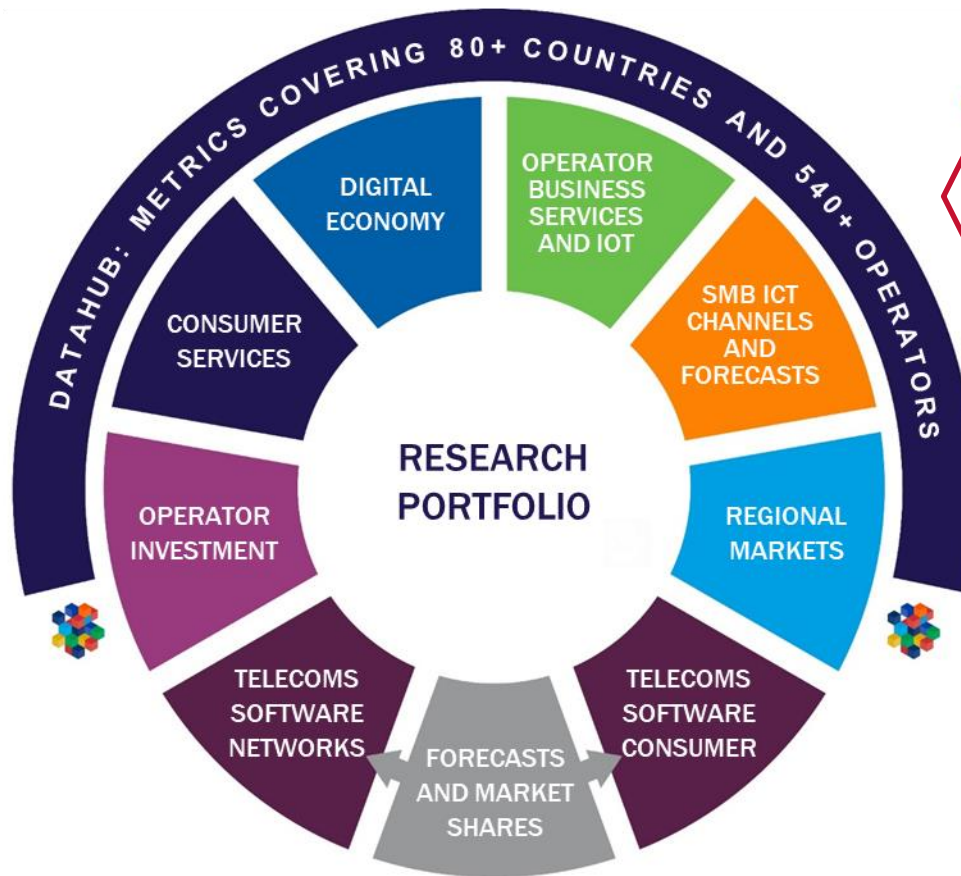 DATAHUB: METRICS COVERING 80+ COUNTRIES AND 540+ OPERATORS
DIGITAL
ECONOMY
OPERATOR
BUSINESS
SERVICES
AND IOT
CONSUMER
SERVICES
SMB ICT
CHANNELS
AND
FORECASTS
RESEARCH
PORTFOLIO
OPERATOR
INVESTMENT
REGIONAL
MARKETS
TELECOMS
SOFTWARE
NETWORKS
FORECASTS
AND MARKET
SHARES
TELECOMS
SOFTWARE
CONSUMER